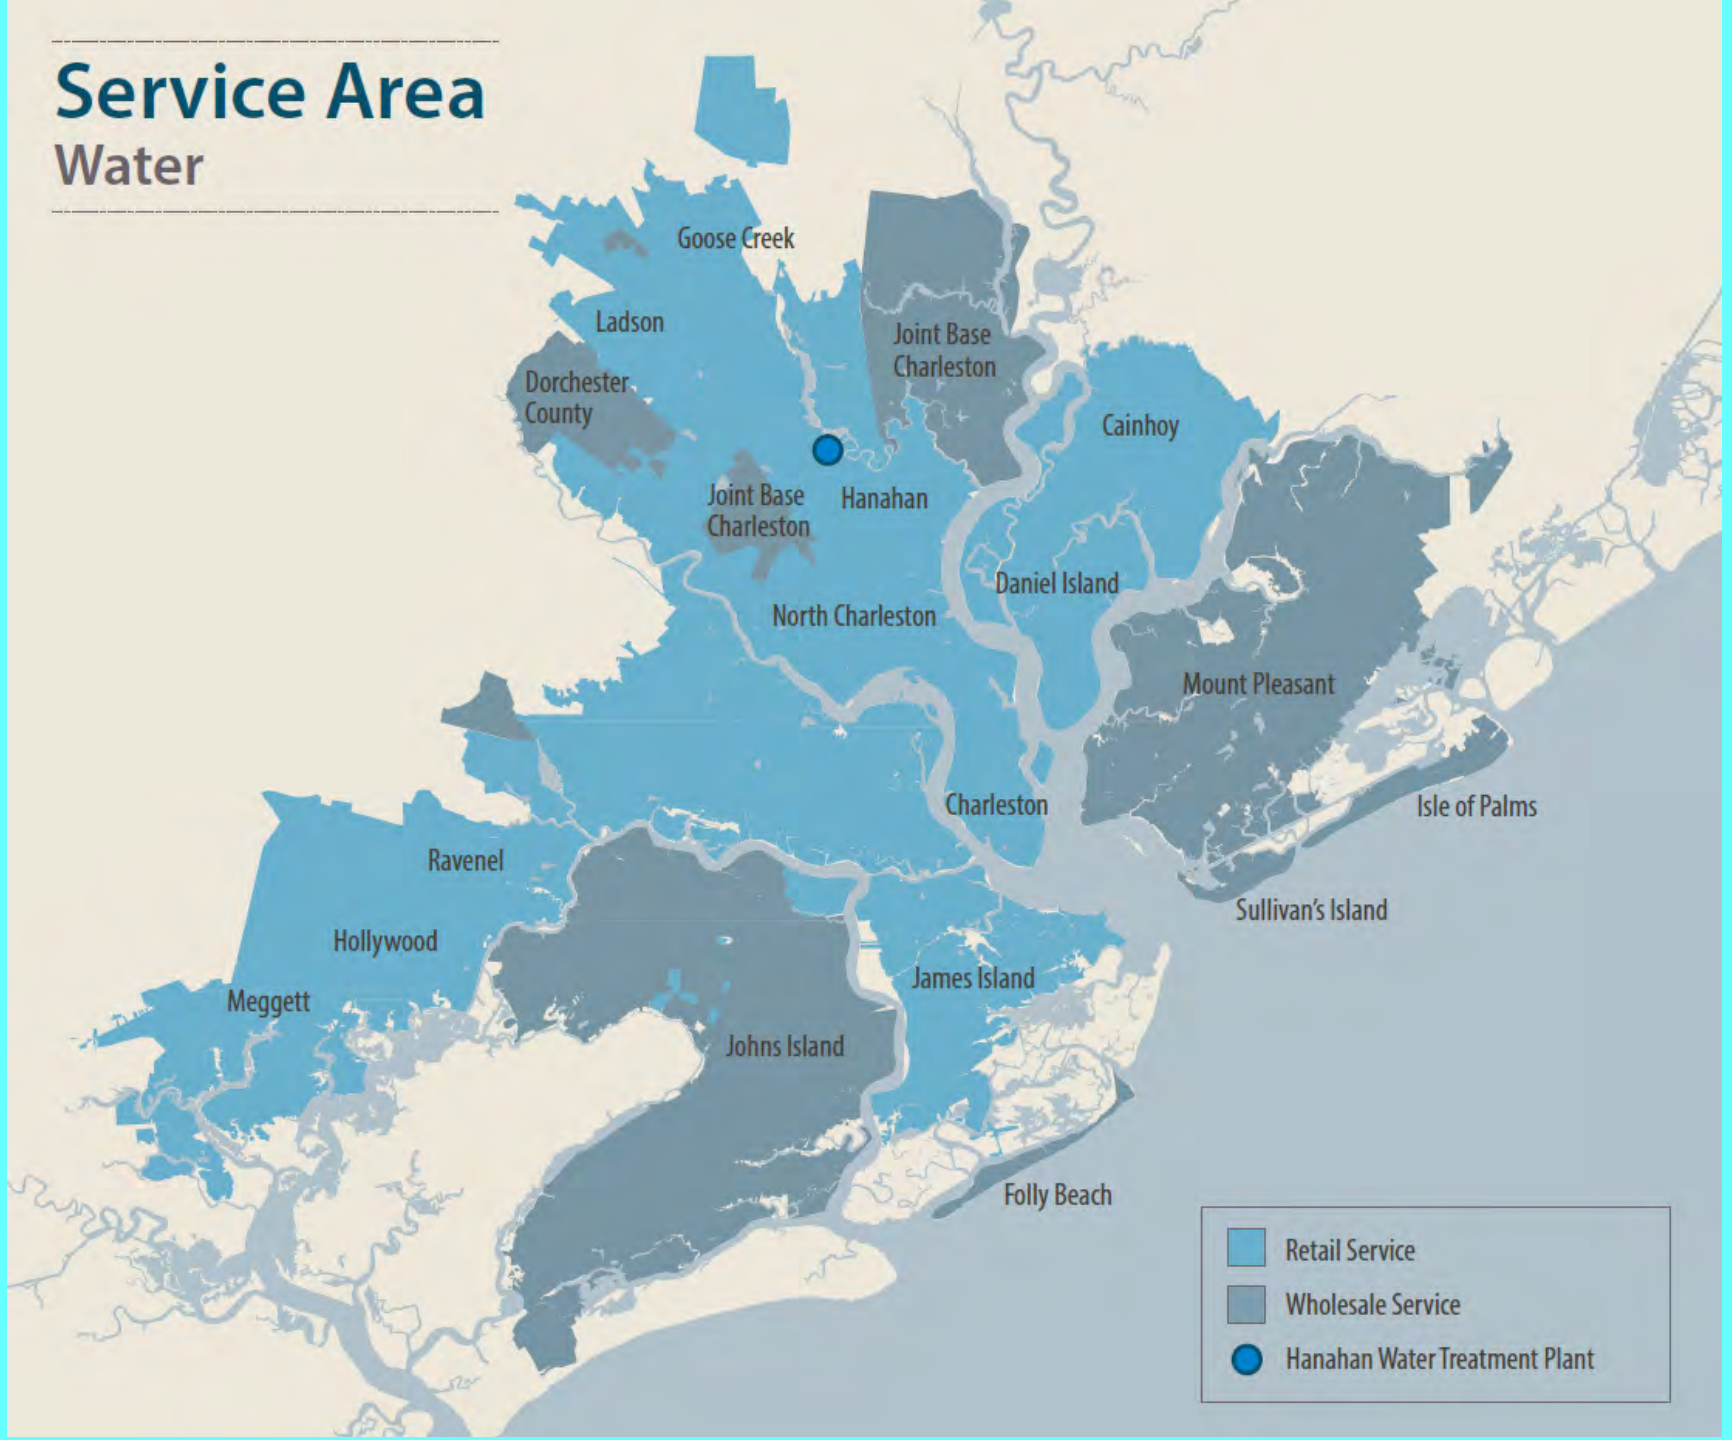 Service Area
Water
Goose Creek
Ladson
Joint Base
Charleston
Dorchester
County
Cainhoy
Joint Base
Charleston
Hanahan
Daniel Island
North Charleston
Mount Pleasant
Charleston
Isle of Palms
Ravenel
Sullivan's Island
Hollywood
James Island
Meggett
Johns Island
Folly Beach
Retail Service
Wholesale Service
Hanahan Water Treatment Plant